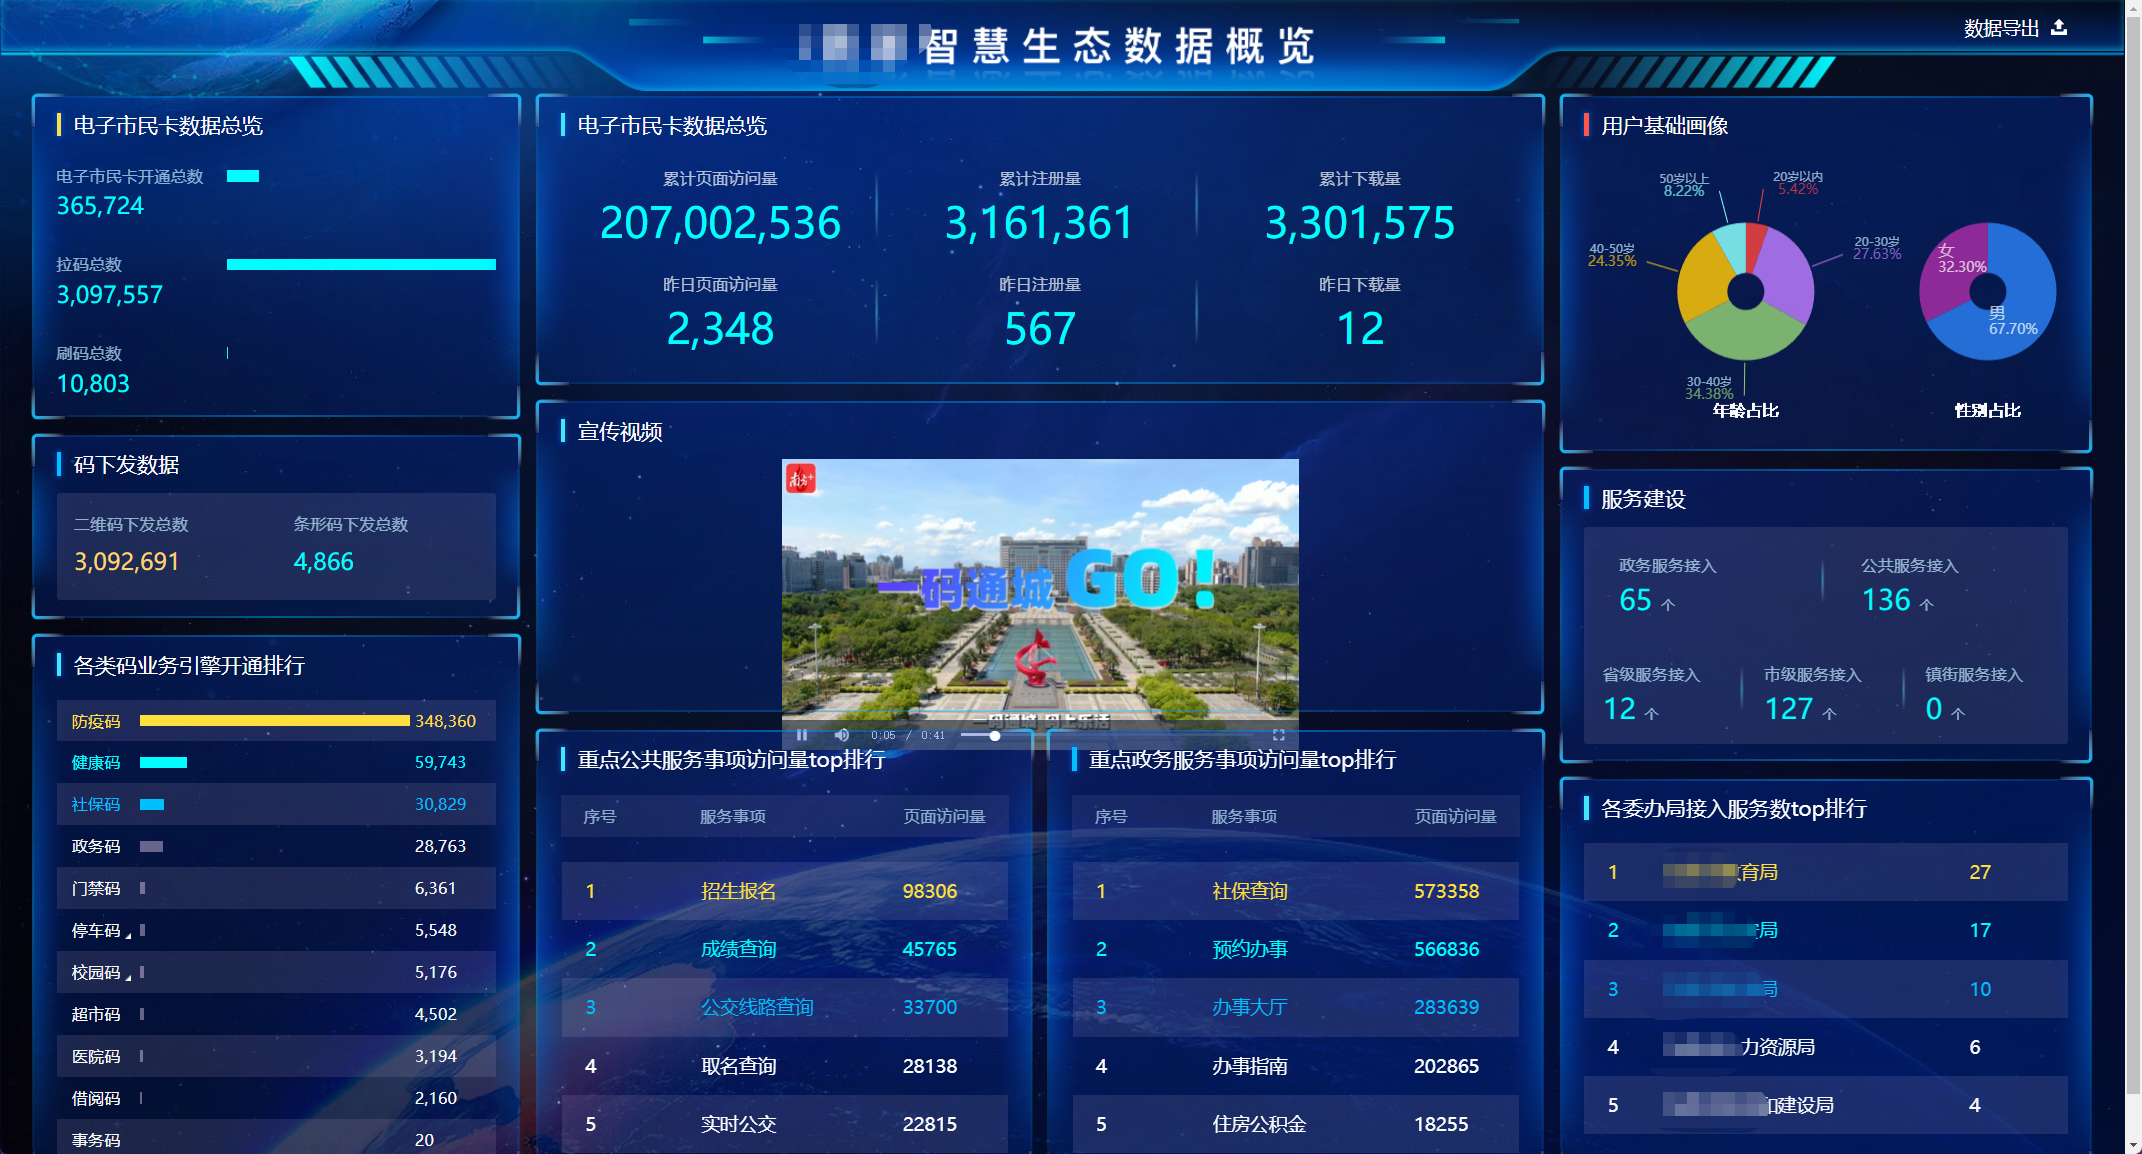 智慧生态数据概览
数据导出
电子市民卡数据总览
电子市民卡开通总数
365,724
拉码总数
3,097,557
刷码总数
10,803
码下发数据
二维码下发总数 条形码下发总数
3,092,691 4,866
各类码业务引擎开通排行
防疫码 348,360
健康码 59,743
社保码 30,829
政务码 28,763
门禁码 6,361
停车码 5,548
校园码 5,176
超市码 4,502
医院码 3,194
借阅码 2,160
事务码 20
电子市民卡数据总览
累计页面访问量 累计注册量 累计下载量
207,002,536 3,161,361 3,301,575
昨日页面访问量 昨日注册量 昨日下载量
2,348 567 12
宣传视频
南方+
一码通城GO!
一码通城 码上乐活
0:05 / 0:41
重点公共服务事项访问量top排行
序号 服务事项 页面访问量
1 招生报名 98306
2 成绩查询 45765
3 公交线路查询 33700
4 取名查询 28138
5 实时公交 22815
重点政务服务事项访问量top排行
序号 服务事项 页面访问量
1 社保查询 573358
2 预约办事 566836
3 办事大厅 283639
4 办事指南 202865
5 住房公积金 18255
用户基础画像
50岁以上
8.22%
20岁以内
5.42%
40-50岁
24.35%
20-30岁
27.63%
30-40岁
34.38%
年龄占比
女
32.30%
男
67.70%
性别占比
服务建设
政务服务接入 公共服务接入
65 个 136 个
省级服务接入 市级服务接入 镇街服务接入
12 个 127 个 0 个
各委办局接入服务数top排行
1 育局 27
2 局 17
3 局 10
4 力资源局 6
5 和建设局 4